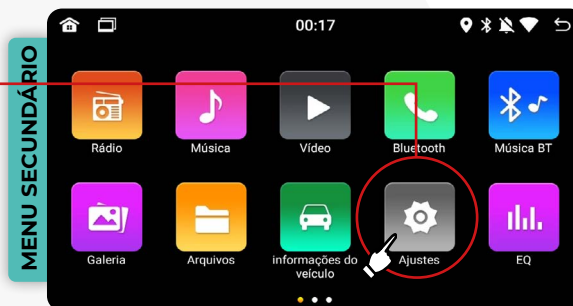 MENU SECUNDÁRIO
00:17
Rádio
Música
Vídeo
Bluetooth
Música BT
Galeria
Arquivos
informações do
veículo
Ajustes
EQ